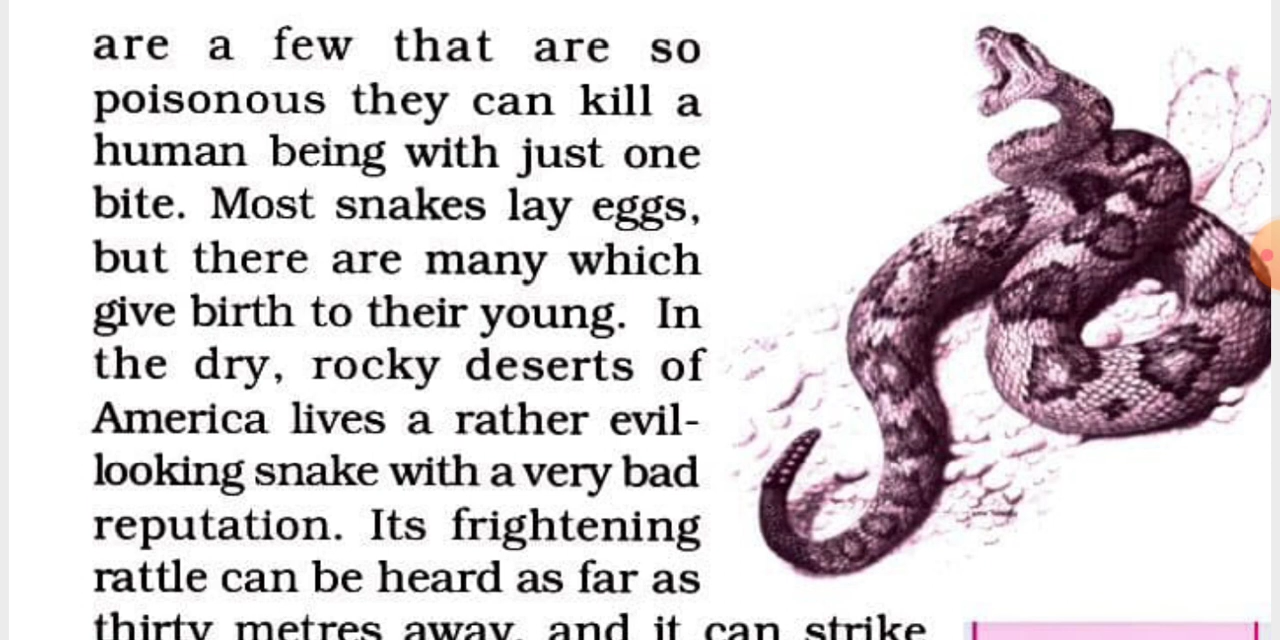 are a few that are so
poisonous they can kill a
human being with just one
bite. Most snakes lay eggs,
but there are many which
give birth to their young. In
the dry, rocky deserts of
America lives a rather evil-
looking snake with a very bad
reputation. Its frightening
rattle can be heard as far as
thirty metres away, and it can strike